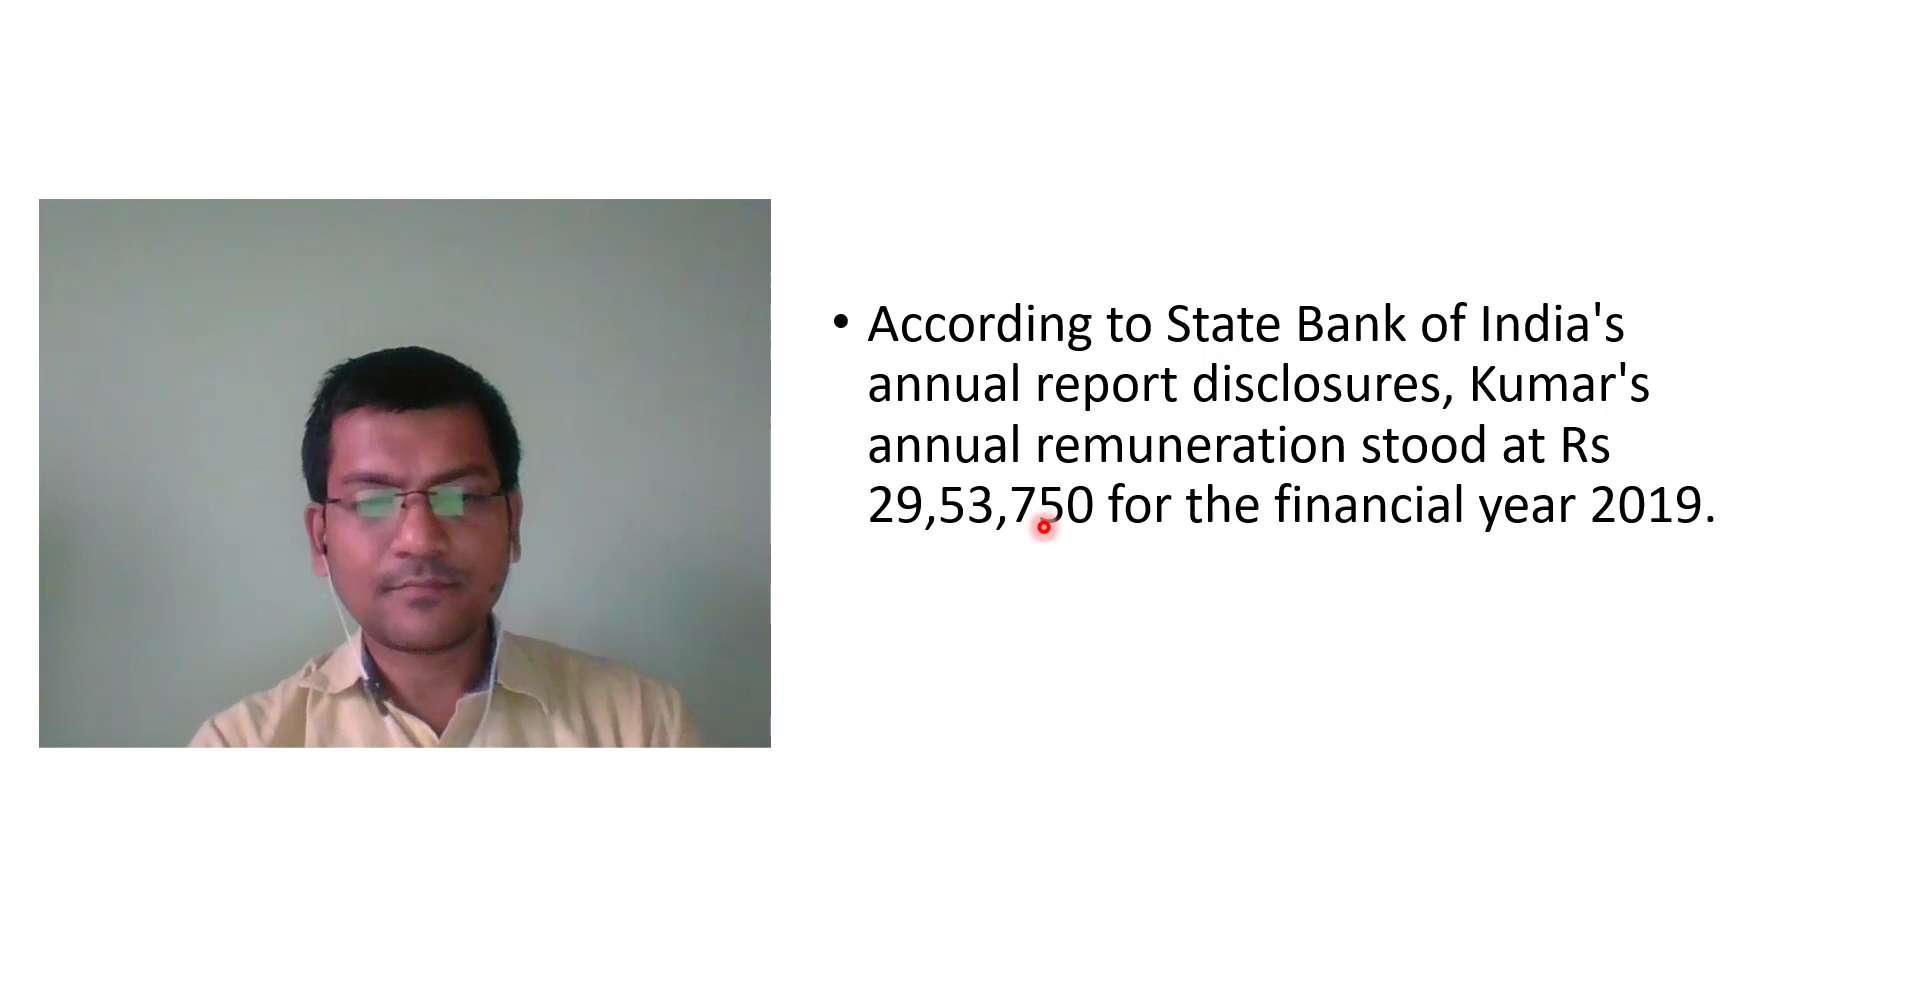 • According to State Bank of India's
annual report disclosures, Kumar's
annual remuneration stood at Rs
29,53,750 for the financial year 2019.